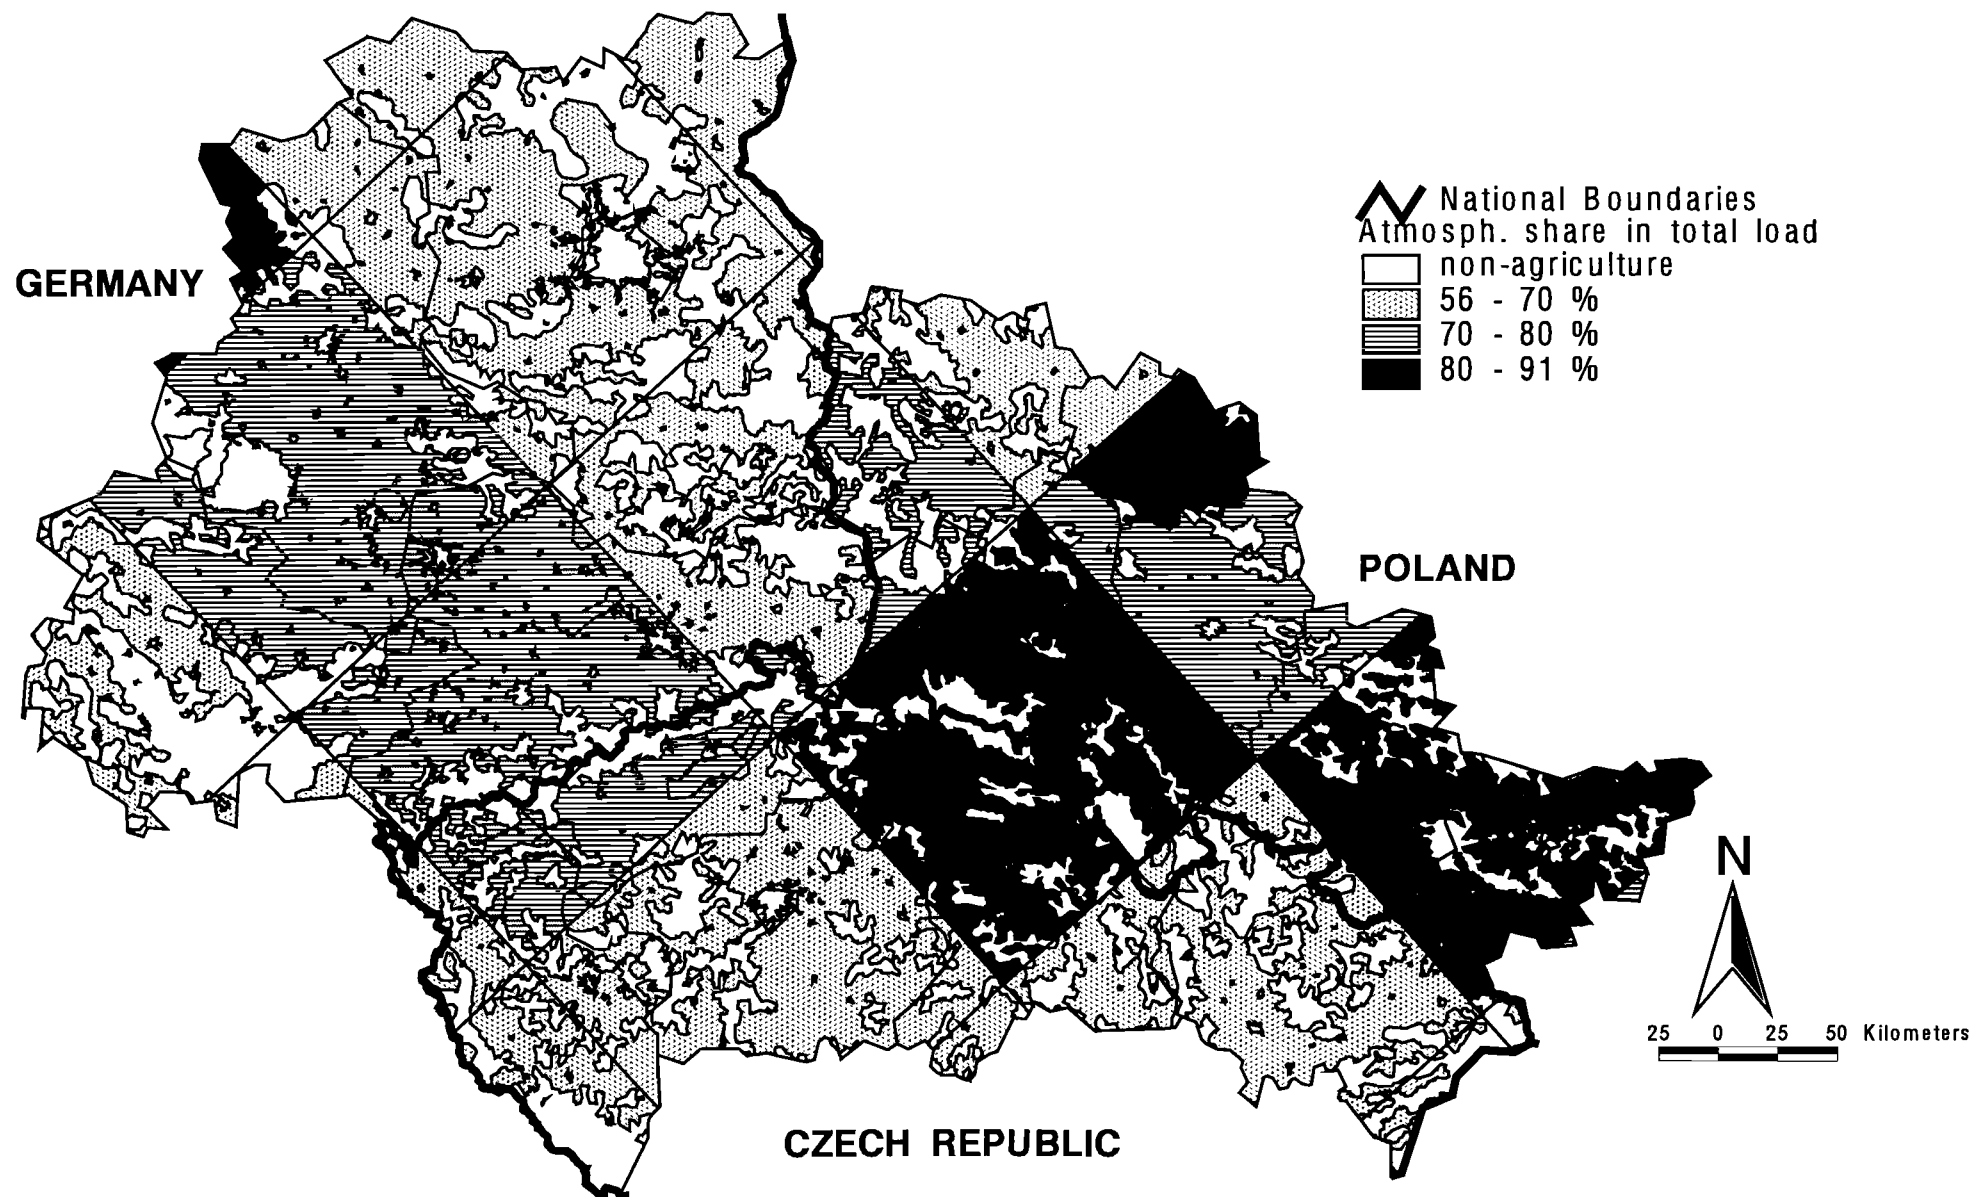 National Boundaries
Atmosph. share in total load
non-agriculture
56 - 70 %
70 - 80 %
80 - 91 %
GERMANY
POLAND
CZECH REPUBLIC
N
25 0 25 50 Kilometers